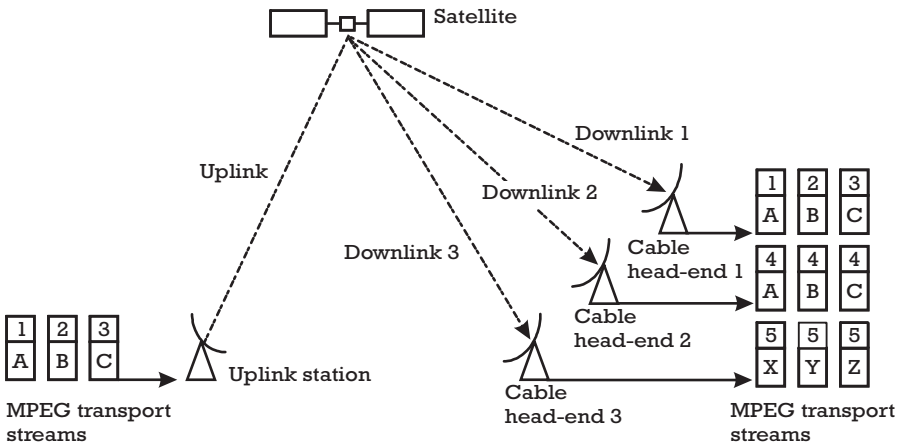 Satellite
Downlink 1
Uplink
Downlink 2
Downlink 3
1 2 3
A B C
Cable
head-end 1
4 4 4
A B C
Cable
head-end 2
1 2 3
A B C
Uplink station
5 5 5
X Y Z
Cable
head-end 3
MPEG transport
streams
MPEG transport
streams